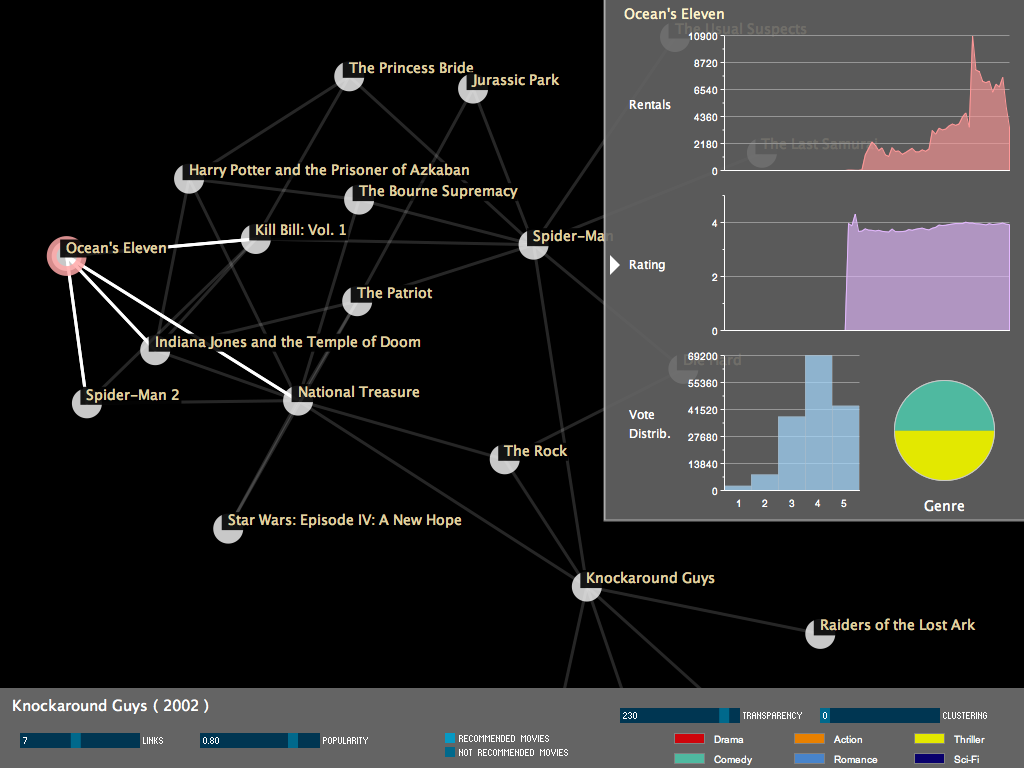 Ocean's Eleven
The Usual Suspects
10900
8720
6540
4360
2180
0
Rentals
The Last Samurai
The Princess Bride
Jurassic Park
Harry Potter and the Prisoner of Azkaban
The Bourne Supremacy
Kill Bill: Vol. 1
Spider-Man
Ocean's Eleven
4
2
0
Rating
The Patriot
Indiana Jones and the Temple of Doom
Die Hard
National Treasure
Spider-Man 2
69200
55360
41520
27680
13840
0
Vote
Distrib.
1 2 3 4 5
Genre
The Rock
Star Wars: Episode IV: A New Hope
Knockaround Guys
Raiders of the Lost Ark
Knockaround Guys ( 2002 )
7 LINKS
0.80 POPULARITY
RECOMMENDED MOVIES
NOT RECOMMENDED MOVIES
230 TRANSPARENCY
0 CLUSTERING
Drama Action Thriller
Comedy Romance Sci-Fi